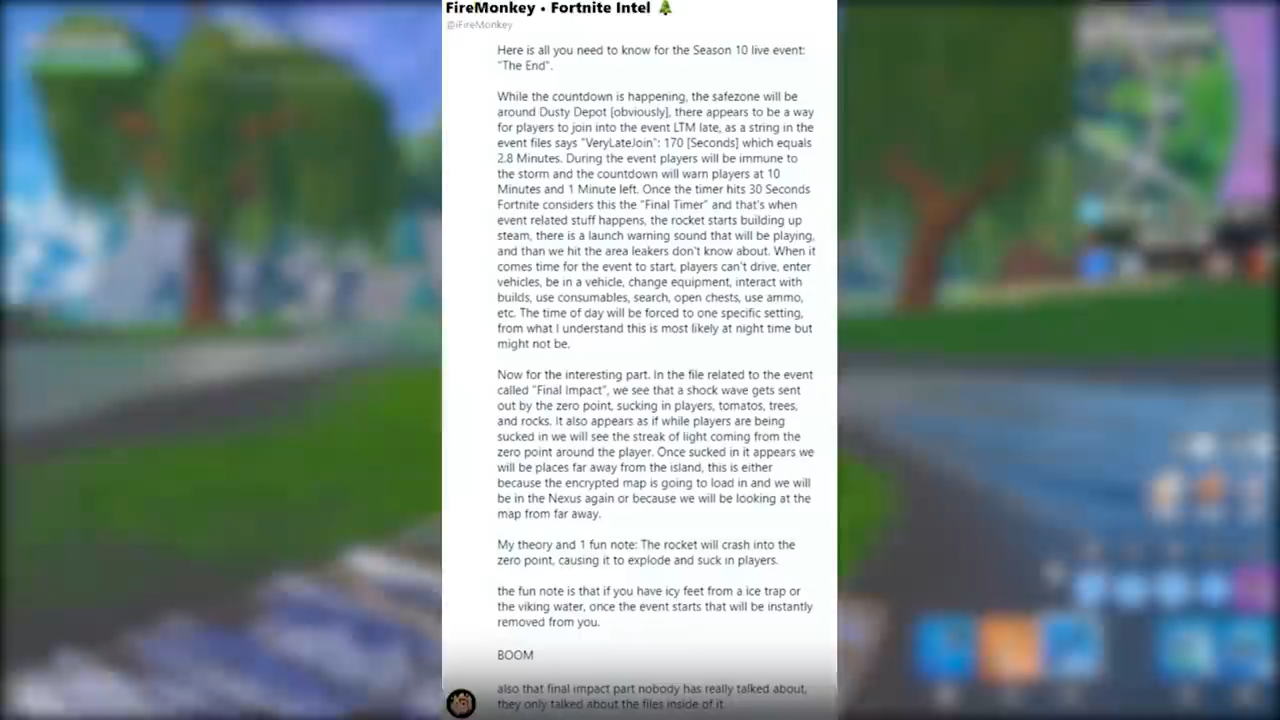 FireMonkey • Fortnite Intel 🌲
@iFireMonkey
Here is all you need to know for the Season 10 live event:
"The End".
While the countdown is happening, the safezone will be
around Dusty Depot [obviously], there appears to be a way
for players to join into the event LTM late, as a string in the
event files says "VeryLateJoin": 170 [Seconds] which equals
2.8 Minutes. During the event players will be immune to
the storm and the countdown will warn players at 10
Minutes and 1 Minute left. Once the timer hits 30 Seconds
Fortnite considers this the "Final Timer" and that's when
event related stuff happens, the rocket starts building up
steam, there is a launch warning sound that will be playing,
and than we hit the area leakers don't know about. When it
comes time for the event to start, players can't drive, enter
vehicles, be in a vehicle, change equipment, interact with
builds, use consumables, search, open chests, use ammo,
etc. The time of day will be forced to one specific setting,
from what I understand this is most likely at night time but
might not be.
Now for the interesting part. In the file related to the event
called "Final Impact", we see that a shock wave gets sent
out by the zero point, sucking in players, tomatos, trees,
and rocks. It also appears as if while players are being
sucked in we will see the streak of light coming from the
zero point around the player. Once sucked in it appears we
will be places far away from the island, this is either
because the encrypted map is going to load in and we will
be in the Nexus again or because we will be looking at the
map from far away.
My theory and 1 fun note: The rocket will crash into the
zero point, causing it to explode and suck in players.
the fun note is that if you have icy feet from a ice trap or
the viking water, once the event starts that will be instantly
removed from you.
BOOM
also that final impact part nobody has really talked about,
they only talked about the files inside of it